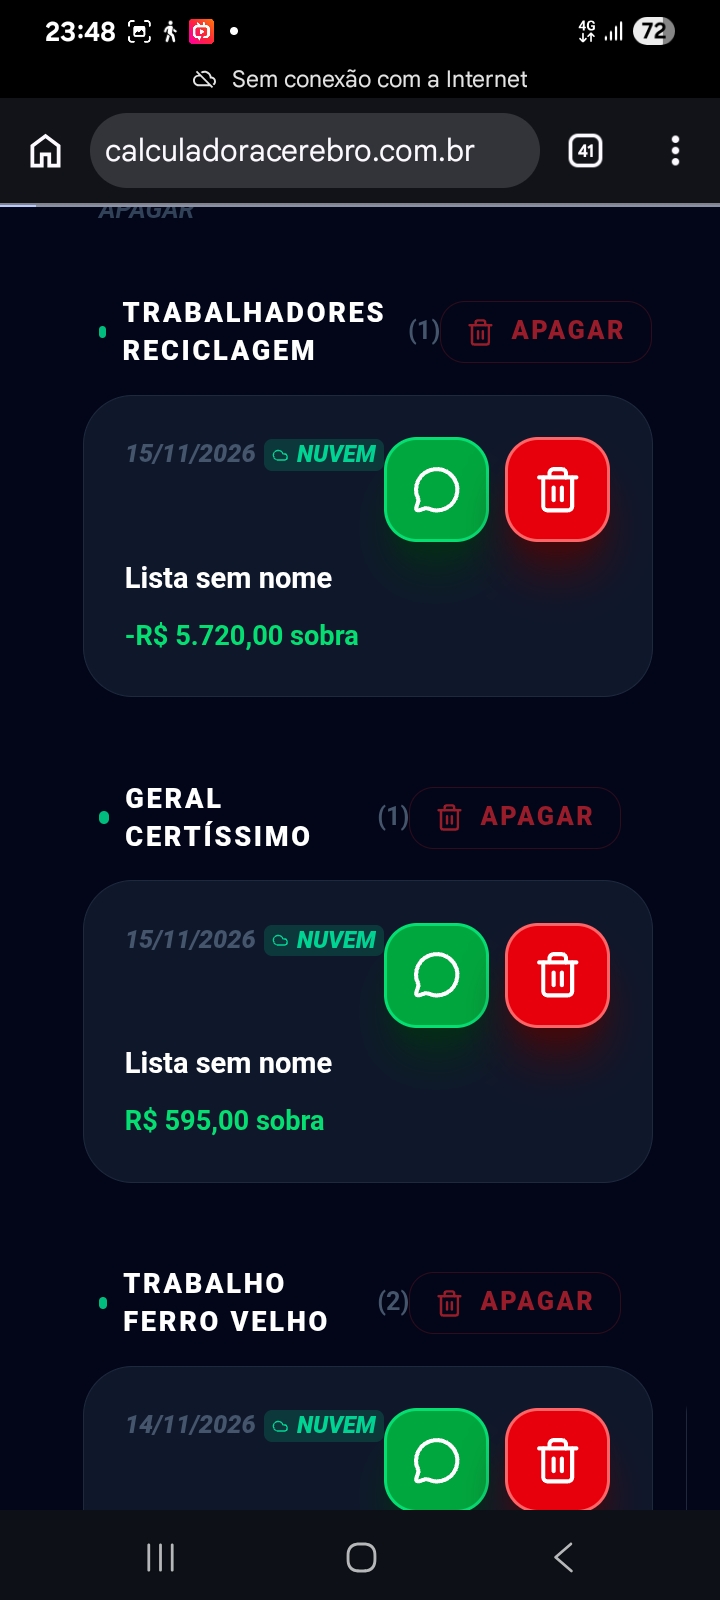 23:48
4G
72
Sem conexão com a Internet
calculadoracerebro.com.br
41
APAGAR
TRABALHADORES RECICLAGEM
(1)
APAGAR
15/11/2026 NUVEM
Lista sem nome
-R$ 5.720,00 sobra
GERAL CERTÍSSIMO
(1)
APAGAR
15/11/2026 NUVEM
Lista sem nome
R$ 595,00 sobra
TRABALHO FERRO VELHO
(2)
APAGAR
14/11/2026 NUVEM